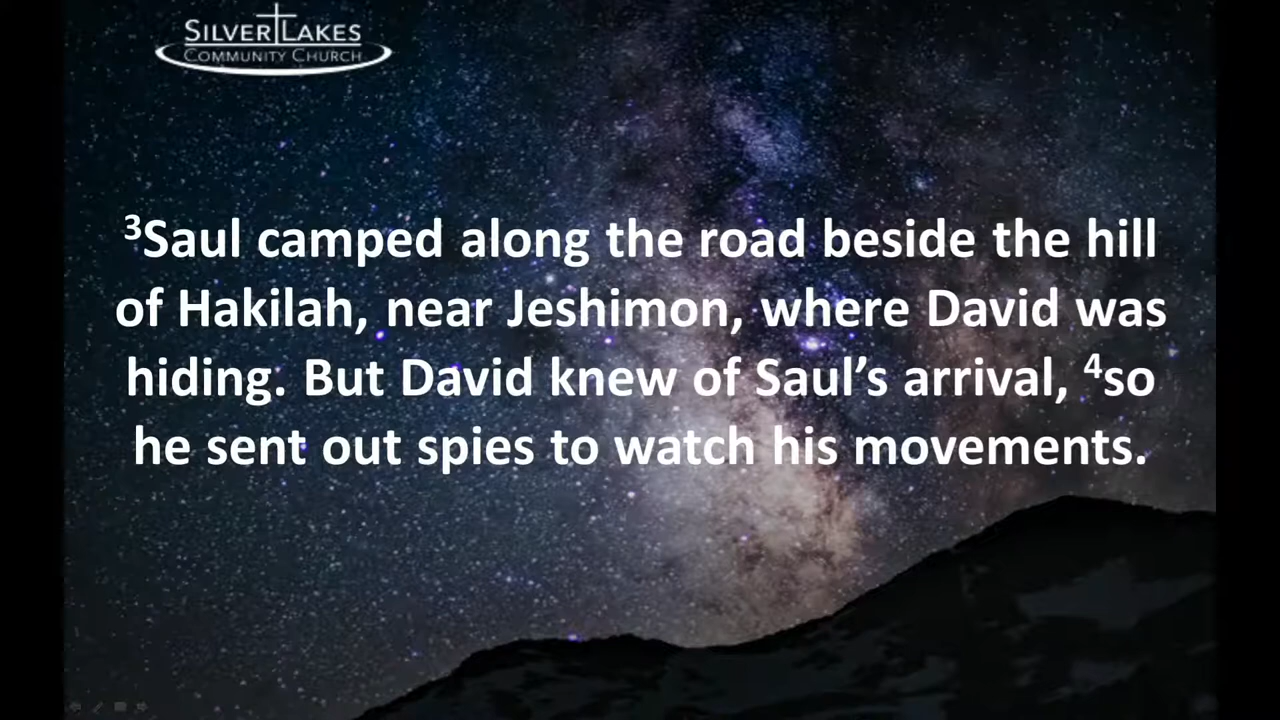 SILVER LAKES
COMMUNITY CHURCH
³Saul camped along the road beside the hill
of Hakilah, near Jeshimon, where David was
hiding. But David knew of Saul’s arrival, ⁴so
he sent out spies to watch his movements.